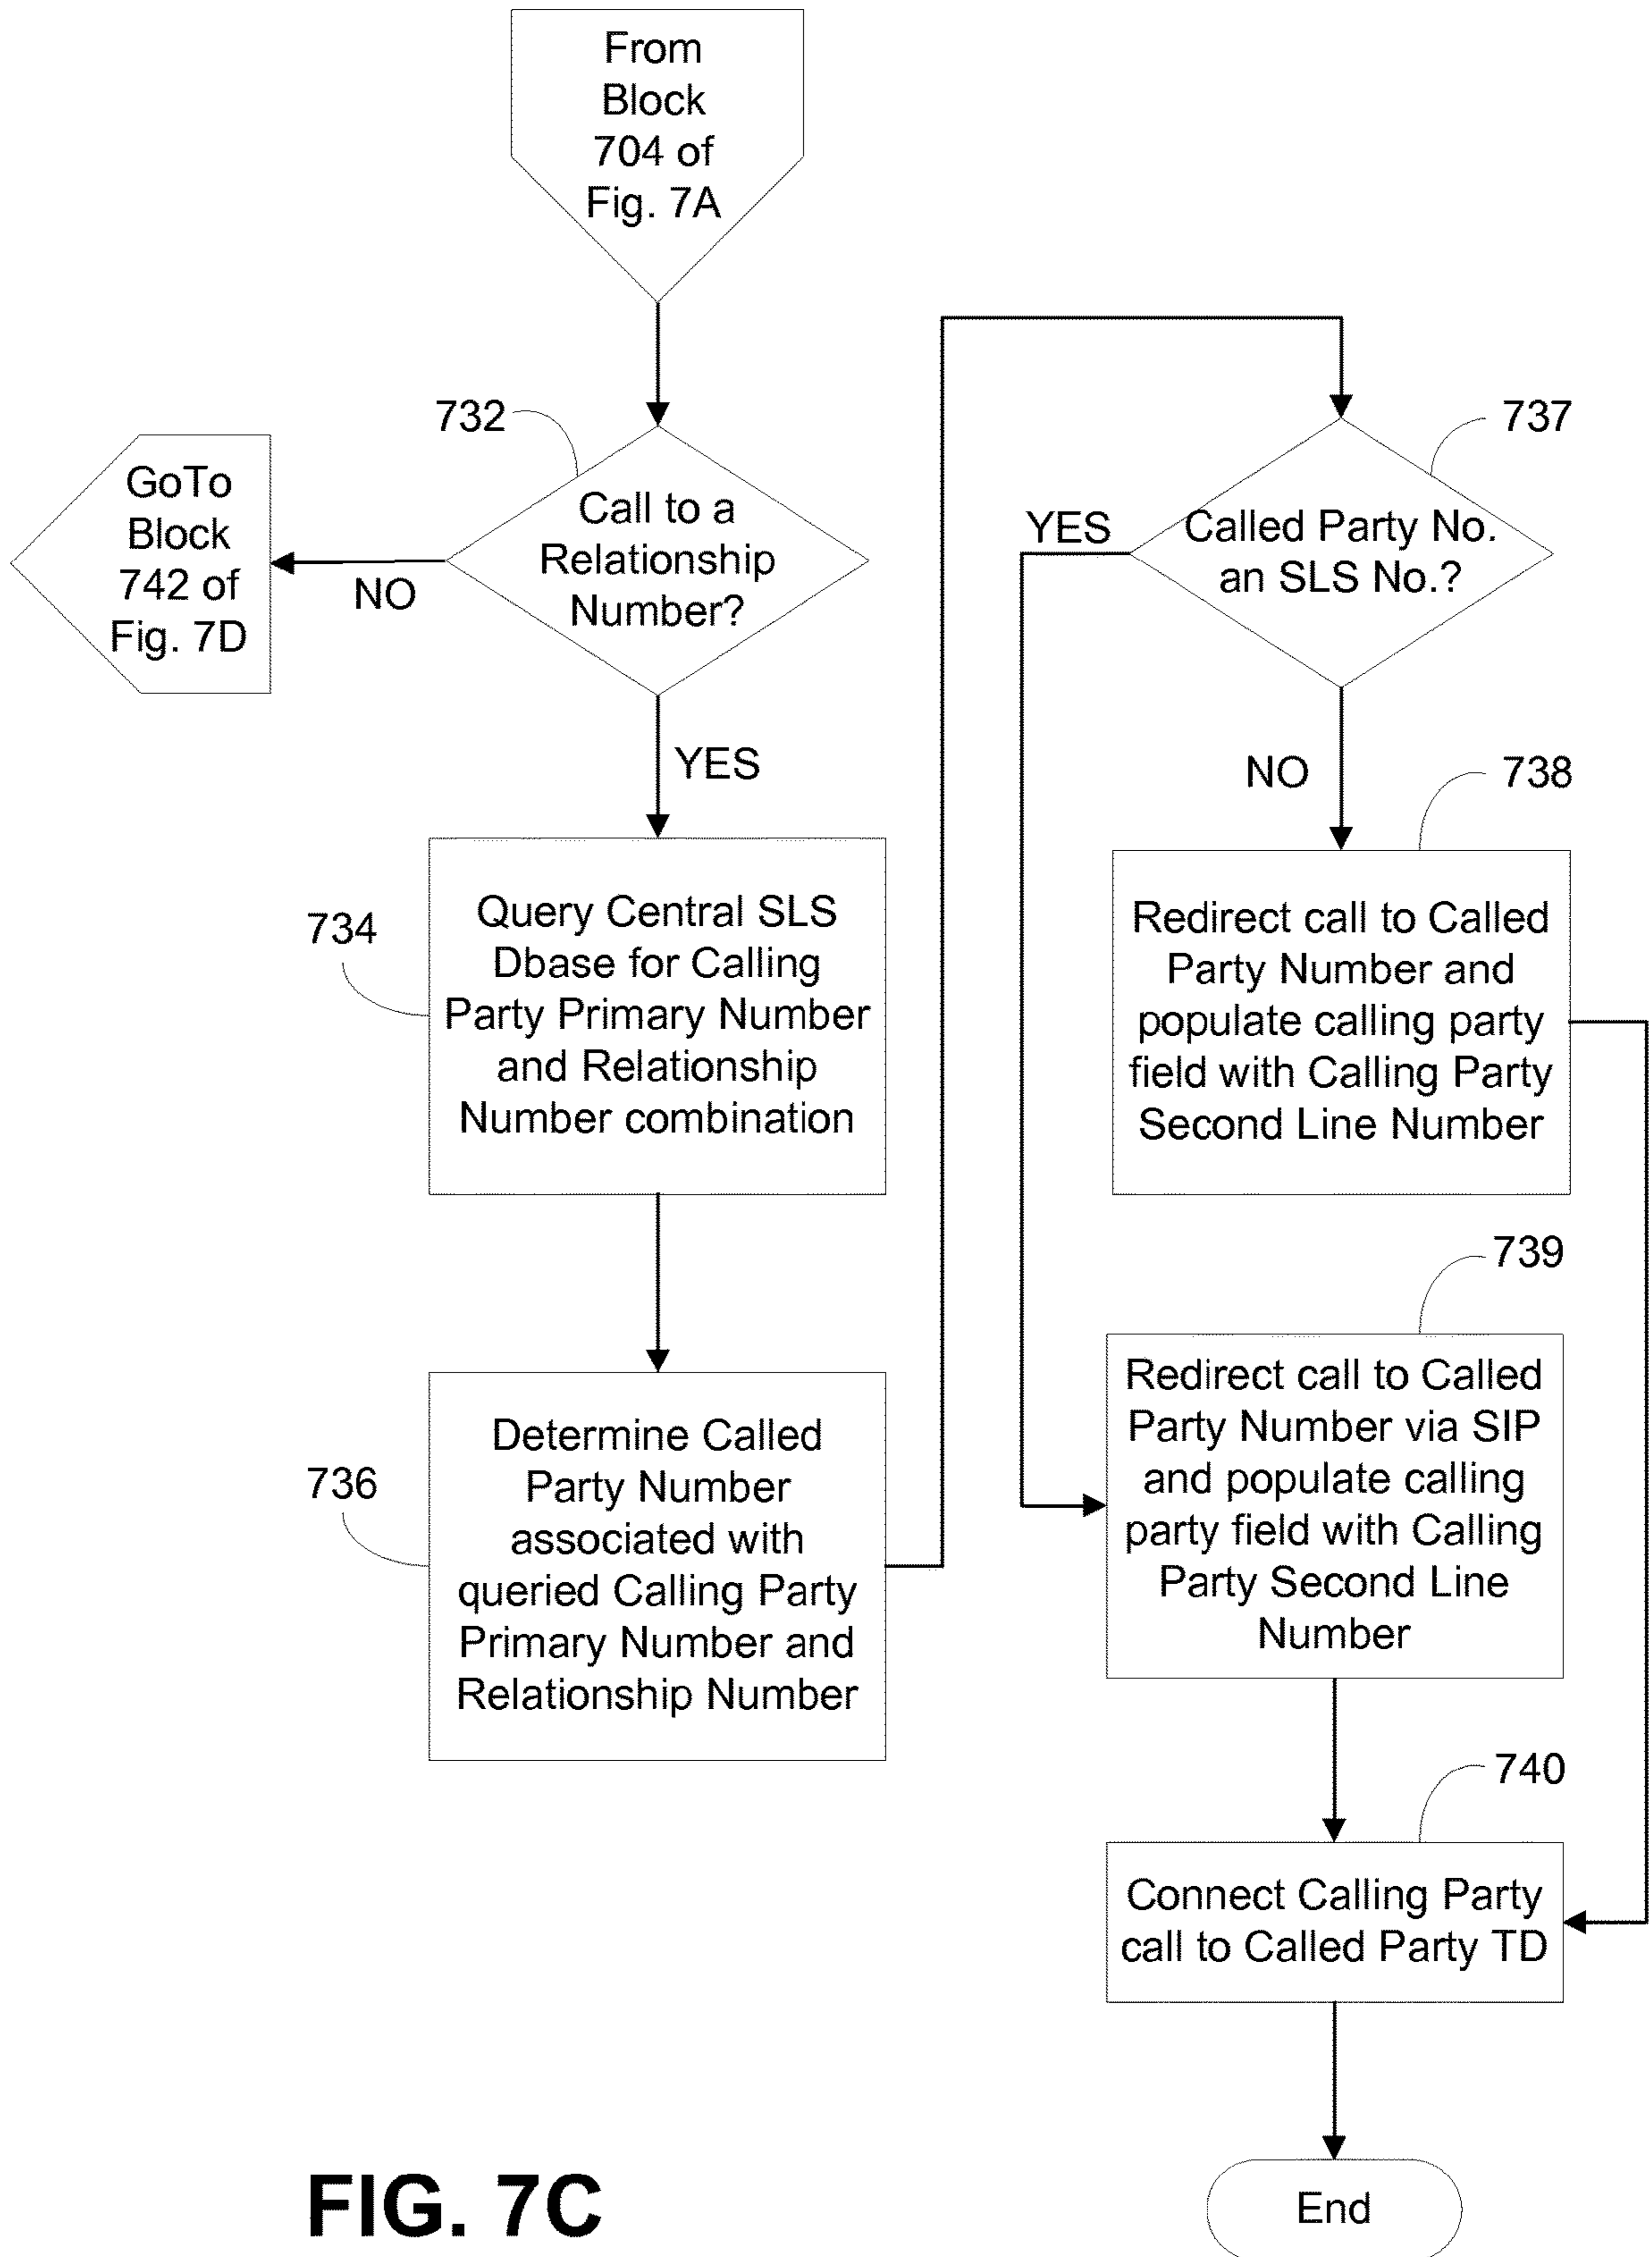 From
Block
704 of
Fig. 7A
732
Call to a
Relationship
Number?
GoTo
Block
742 of
Fig. 7D
NO
YES
734
Query Central SLS
Dbase for Calling
Party Primary Number
and Relationship
Number combination
736
Determine Called
Party Number
associated with
queried Calling Party
Primary Number and
Relationship Number
737
Called Party No.
an SLS No.?
YES
NO
738
Redirect call to Called
Party Number and
populate calling party
field with Calling Party
Second Line Number
739
Redirect call to Called
Party Number via SIP
and populate calling
party field with Calling
Party Second Line
Number
740
Connect Calling Party
call to Called Party TD
End
FIG. 7C